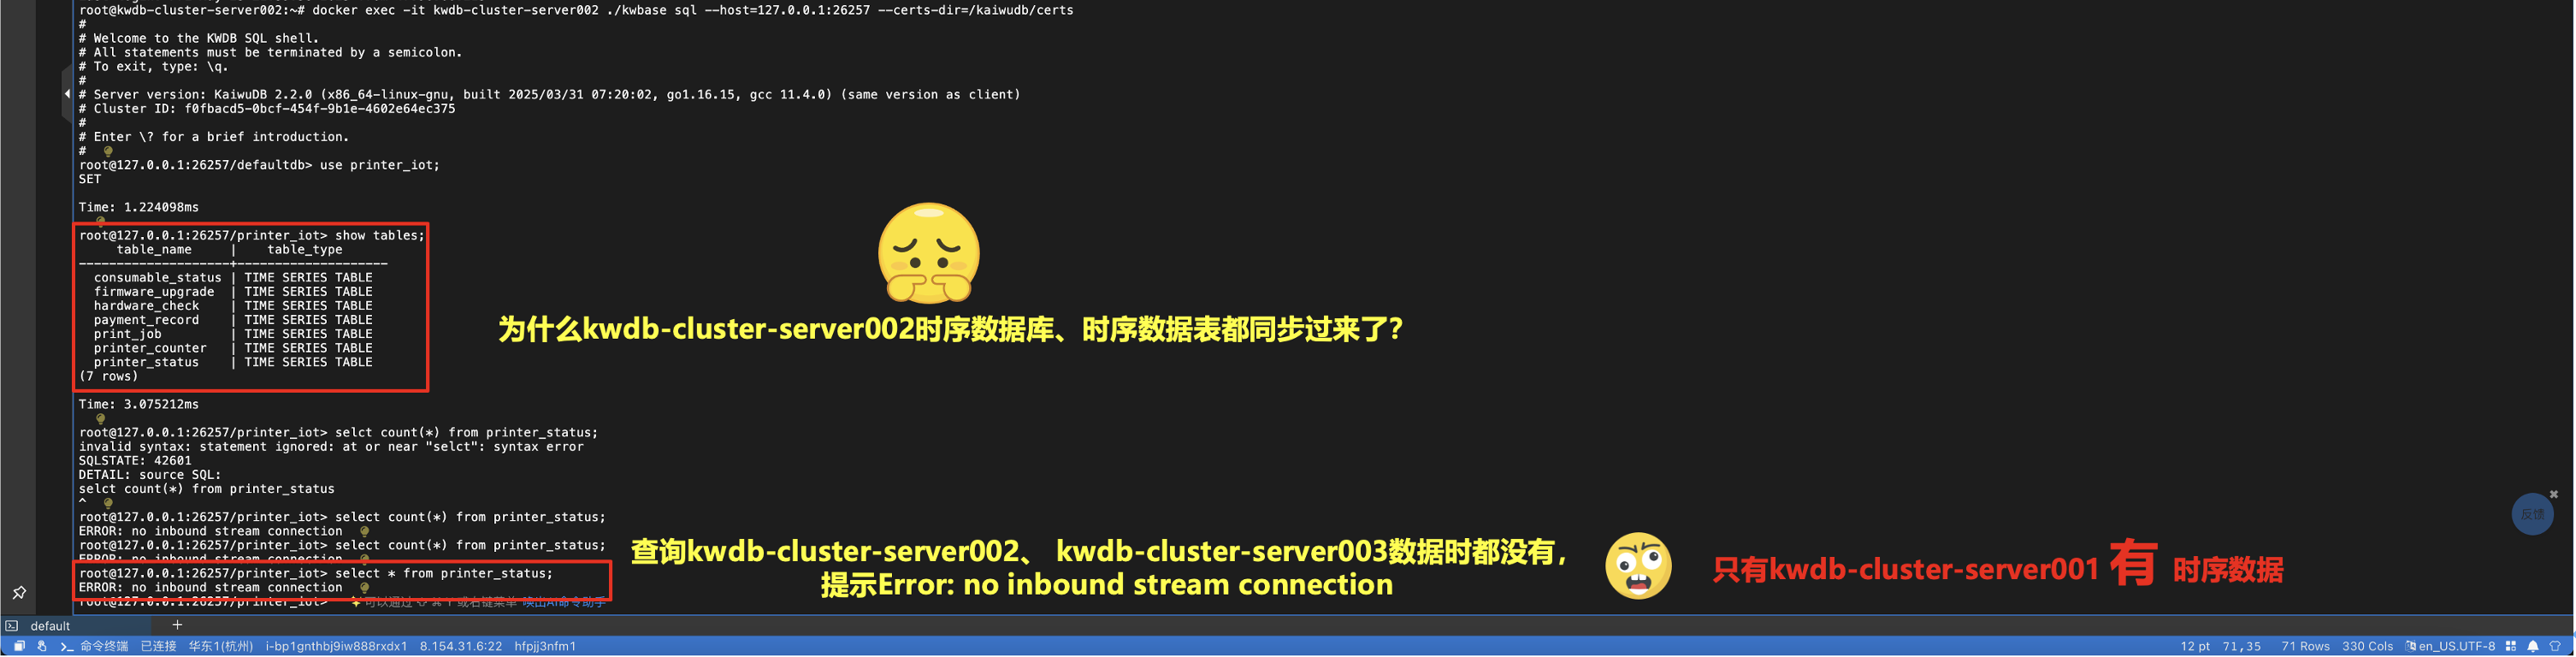 root@kwdb-cluster-server002:~# docker exec -it kwdb-cluster-server002 ./kwbase sql --host=127.0.0.1:26257 --certs-dir=/kaiwudb/certs
#
# Welcome to the KWDB SQL shell.
# All statements must be terminated by a semicolon.
# To exit, type: \q.
#
# Server version: KaiwuDB 2.2.0 (x86_64-linux-gnu, built 2025/03/31 07:20:02, go1.16.15, gcc 11.4.0) (same version as client)
# Cluster ID: f0fbacd5-0bcf-454f-9b1e-4602e64ec375
#
# Enter \? for a brief introduction.
#
root@127.0.0.1:26257/defaultdb> use printer_iot;
SET
Time: 1.224098ms
root@127.0.0.1:26257/printer_iot> show tables;
table_name | table_type
---------------------+--------------------
consumable_status | TIME SERIES TABLE
firmware_upgrade | TIME SERIES TABLE
hardware_check | TIME SERIES TABLE
payment_record | TIME SERIES TABLE
print_job | TIME SERIES TABLE
printer_counter | TIME SERIES TABLE
printer_status | TIME SERIES TABLE
(7 rows)
为什么kwdb-cluster-server002时序数据库、时序数据表都同步过来了?
Time: 3.075212ms
root@127.0.0.1:26257/printer_iot> selct count(*) from printer_status;
invalid syntax: statement ignored: at or near "selct": syntax error
SQLSTATE: 42601
DETAIL: source SQL:
selct count(*) from printer_status
^
root@127.0.0.1:26257/printer_iot> select count(*) from printer_status;
ERROR: no inbound stream connection
root@127.0.0.1:26257/printer_iot> select count(*) from printer_status;
ERROR: no inbound stream connection
root@127.0.0.1:26257/printer_iot> select * from printer_status;
ERROR: no inbound stream connection
root@127.0.0.1:26257/printer_iot>
查询kwdb-cluster-server002、 kwdb-cluster-server003数据时都没有，
提示Error: no inbound stream connection
只有kwdb-cluster-server001 有 时序数据
反馈
default +
命令终端 已连接 华东1(杭州) i-bp1gnthbj9iw888rxdx1 8.154.31.6:22 hfpjj3nfm1 12 pt 71,35 71 Rows 330 Cols en_US.UTF-8